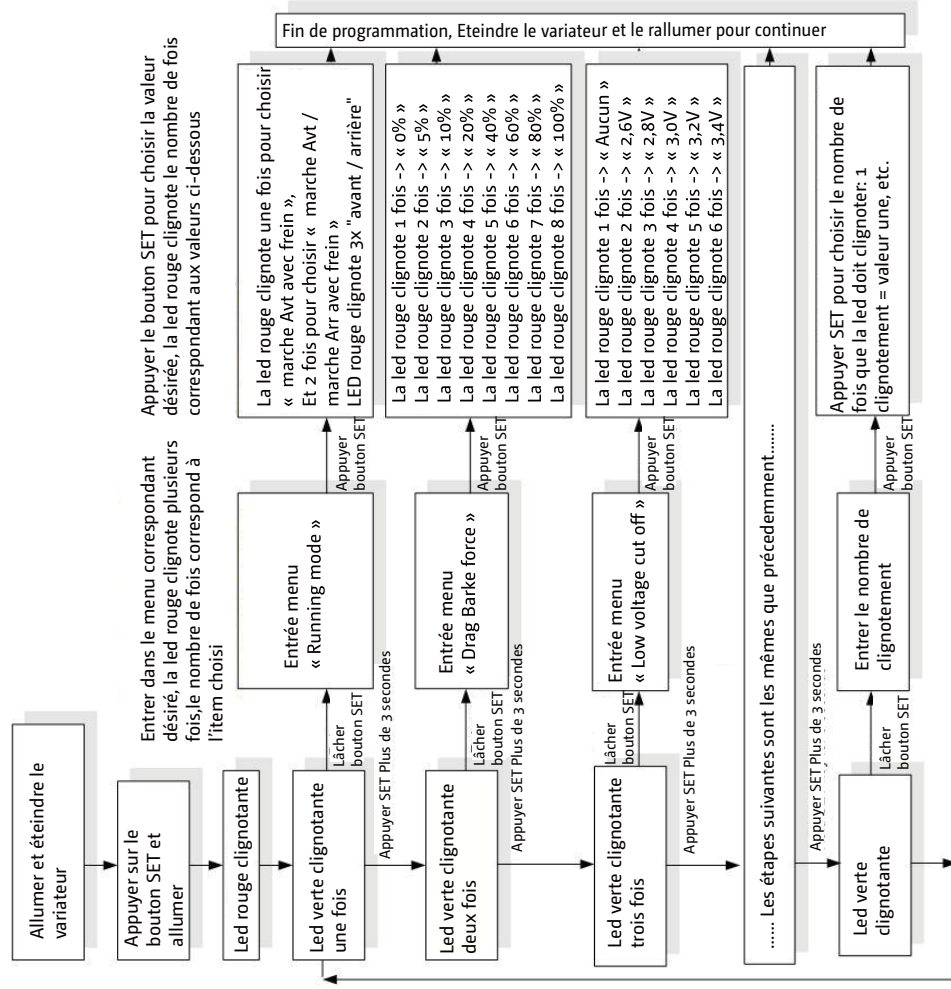 Allumer et éteindre le
variateur
Appuyer sur le
bouton SET et
allumer
Led rouge clignotante
Entrer dans le menu correspondant
désiré, la led rouge clignote plusieurs
fois,le nombre de fois correspond à
l'item choisi
Appuyer le bouton SET pour choisir la valeur
désirée, la led rouge clignote le nombre de fois
correspondant aux valeurs ci-dessous
Led verte clignotante
une fois
Lâcher
bouton SET
Entrée menu
« Running mode »
Appuyer
bouton SET
La led rouge clignote une fois pour choisir
« marche Avt avec frein »,
Et 2 fois pour choisir « marche Avt /
marche Arr avec frein »
LED rouge clignote 3x "avant / arrière"
Appuyer SET Plus de 3 secondes
Led verte clignotante
deux fois
Lâcher
bouton SET
Entrée menu
« Drag Barke force »
Appuyer
bouton SET
La led rouge clignote 1 fois -> « 0% »
La led rouge clignote 2 fois -> « 5% »
La led rouge clignote 3 fois -> « 10% »
La led rouge clignote 4 fois -> « 20% »
La led rouge clignote 5 fois -> « 40% »
La led rouge clignote 6 fois -> « 60% »
La led rouge clignote 7 fois -> « 80% »
La led rouge clignote 8 fois -> « 100% »
Appuyer SET Plus de 3 secondes
Led verte clignotante
trois fois
Lâcher
bouton SET
Entrée menu
« Low voltage cut off »
Appuyer
bouton SET
La led rouge clignote 1 fois -> « Aucun »
La led rouge clignote 2 fois -> « 2,6V »
La led rouge clignote 3 fois -> « 2,8V »
La led rouge clignote 4 fois -> « 3,0V »
La led rouge clignote 5 fois -> « 3,2V »
La led rouge clignote 6 fois -> « 3,4V »
Appuyer SET Plus de 3 secondes
...... Les étapes suivantes sont les mêmes que précedemment.......
Appuyer SET Plus de 3 secondes
Led verte
clignotante
Lâcher
bouton SET
Entrer le nombre de
clignotement
Appuyer
bouton SET
Appuyer SET pour choisir le nombre de
fois que la led doit clignoter: 1
clignotement = valeur une, etc.
Fin de programmation, Eteindre le variateur et le rallumer pour continuer